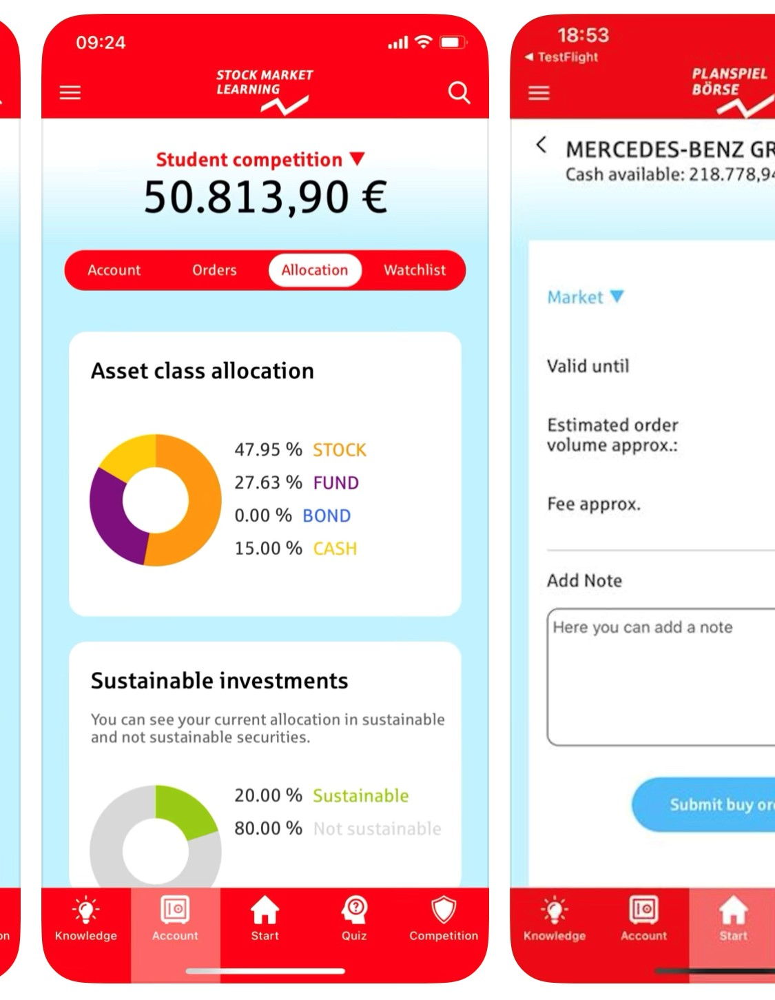 on
09:24
STOCK MARKET
LEARNING
Student competition ▼
50.813,90 €
Account Orders Allocation Watchlist
Asset class allocation
47.95 % STOCK
27.63 % FUND
0.00 % BOND
15.00 % CASH
Sustainable investments
You can see your current allocation in sustainable
and not sustainable securities.
20.00 % Sustainable
80.00 % Not sustainable
Knowledge Account Start Quiz Competition
18:53
◀ TestFlight
PLANSPIEL
BÖRSE
MERCEDES-BENZ GR
Cash available: 218.778,94
Market ▼
Valid until
Estimated order
volume approx.:
Fee approx.
Add Note
Here you can add a note
Submit buy or
Knowledge Account Start